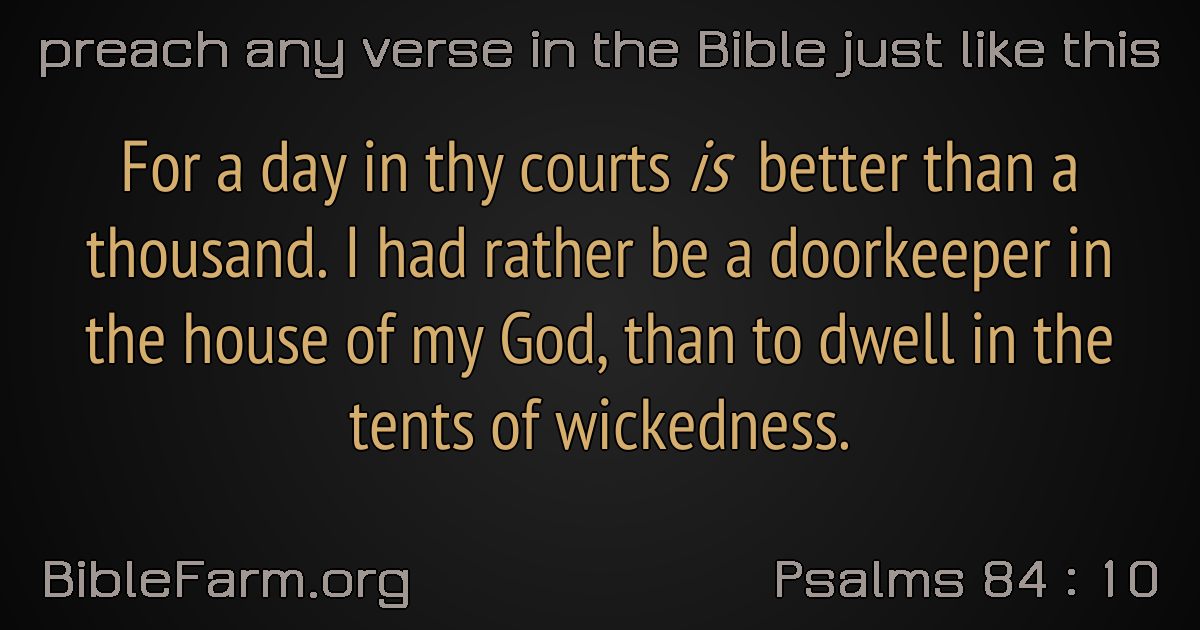 preach any verse in the Bible just like this
For a day in thy courts is better than a
thousand. I had rather be a doorkeeper in
the house of my God, than to dwell in the
tents of wickedness.
BibleFarm.org
Psalms 84 : 10